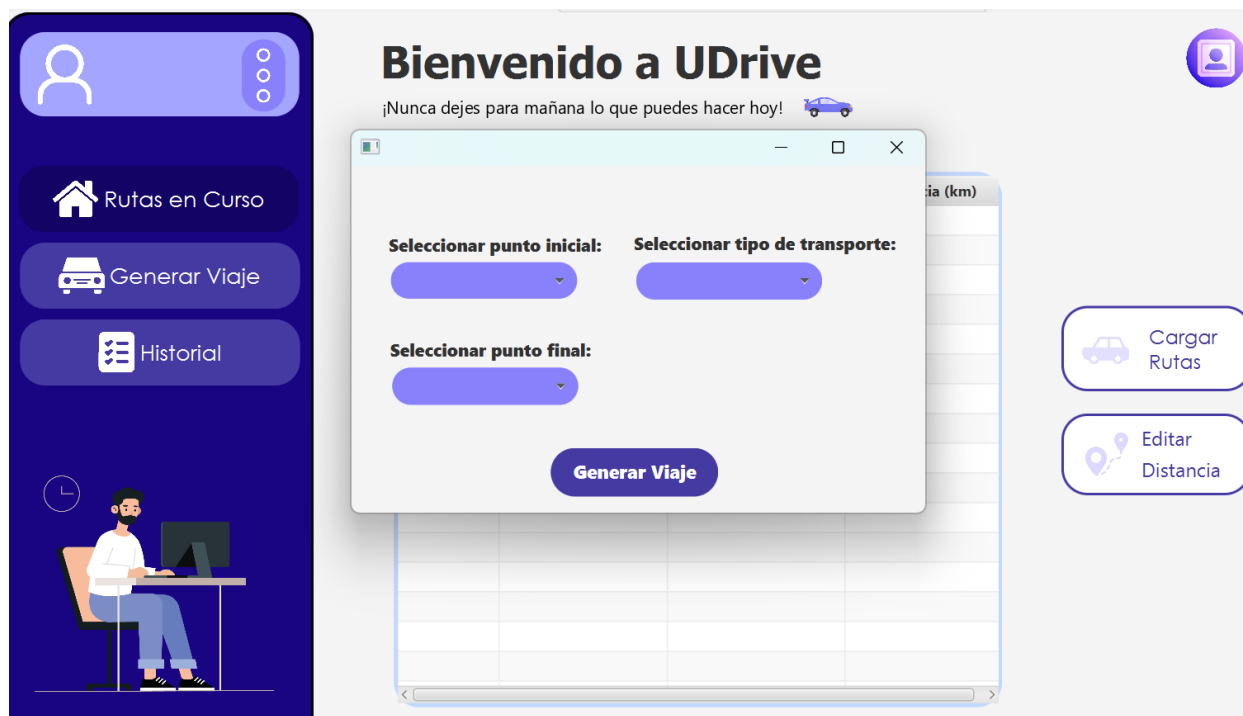 Bienvenido a UDrive
¡Nunca dejes para mañana lo que puedes hacer hoy!
Rutas en Curso
Generar Viaje
Historial
(km)
Seleccionar punto inicial:
Seleccionar tipo de transporte:
Seleccionar punto final:
Generar Viaje
Cargar
Rutas
Editar
Distancia